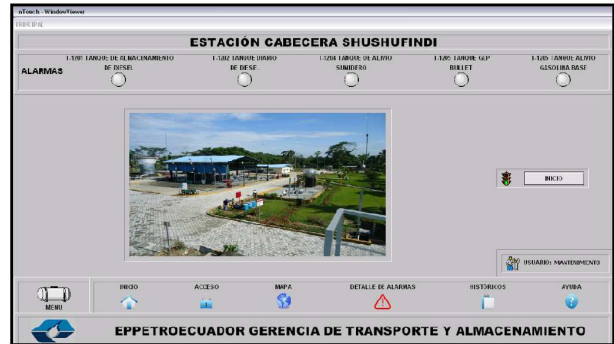 nTouch - WindowViewer
PRINCIPAL
ESTACIÓN CABECERA SHUSHUFINDI
ALARMAS
T-1201 TANQUE DE ALMACENAMIENTO
DE DIESEL
T-1202 TANQUE DIARIO
DE DIESEL
T-1204 TANQUE DE ALIVIO
SUMIDERO
T-1205 TANQUE GLP
BULLET
T-1205 TANQUE ALIVIO
GASOLINA BASE
INICIO
USUARIO: MANTENIMIENTO
MENU
INICIO
ACCESO
MAPA
DETALLE DE ALARMAS
HISTÓRICOS
AYUDA
EPPETROECUADOR GERENCIA DE TRANSPORTE Y ALMACENAMIENTO